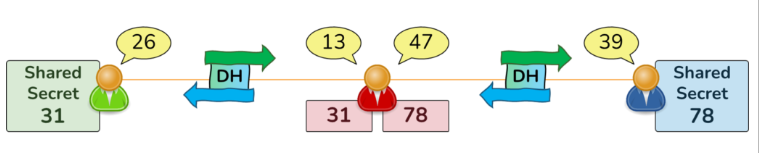 26
13
47
39
Shared
Secret
31
DH
31
78
DH
Shared
Secret
78